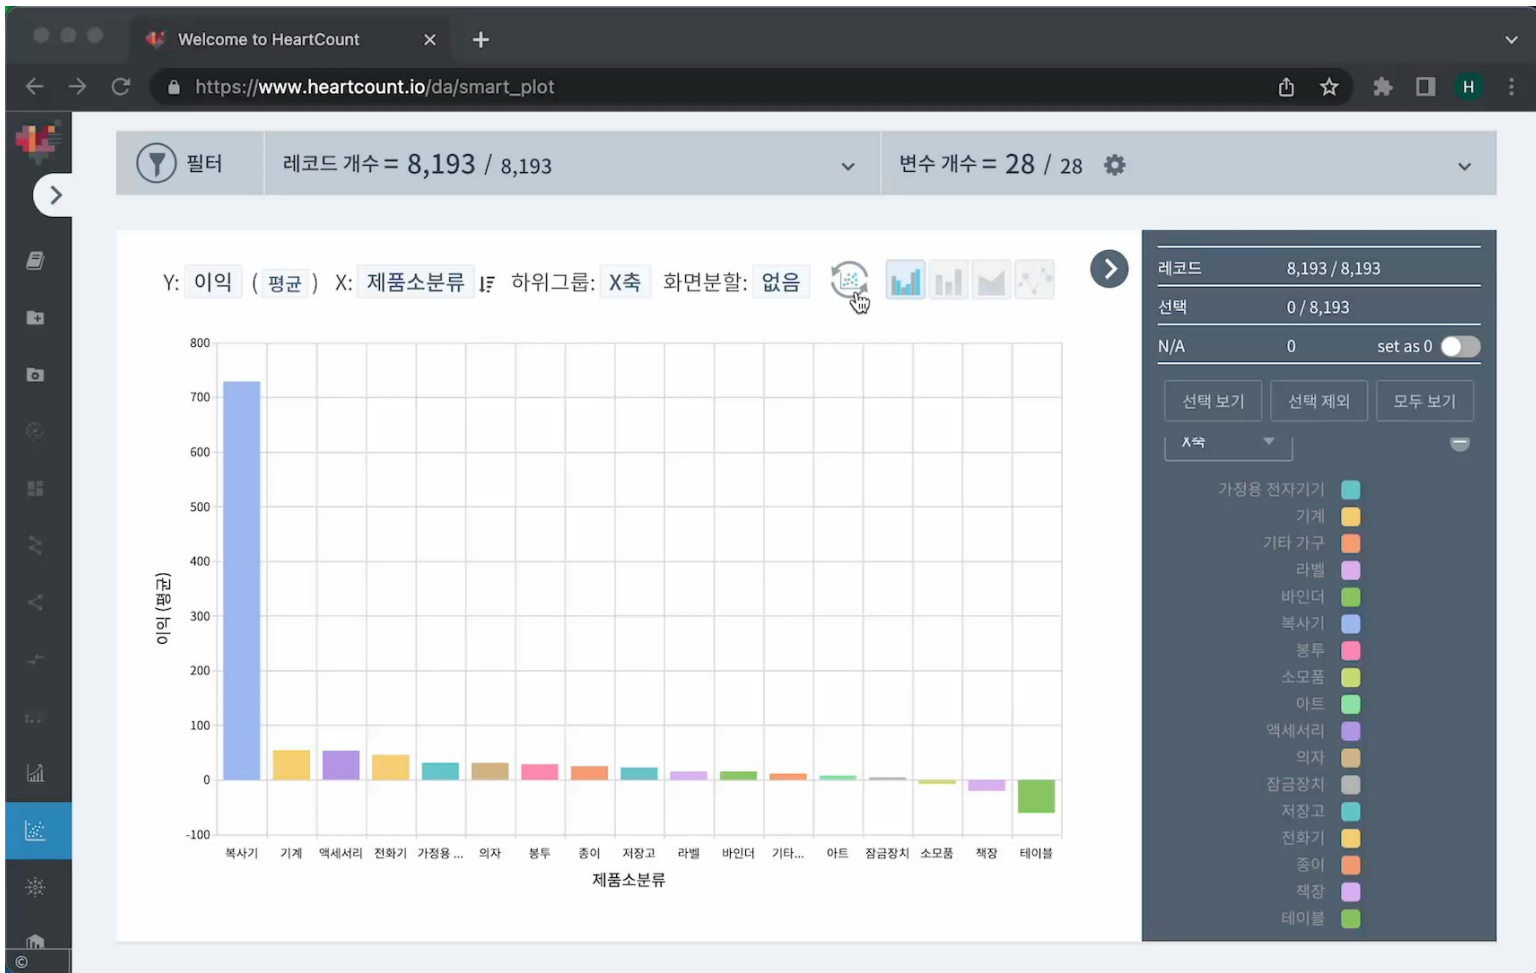 Welcome to HeartCount
https://www.heartcount.io/da/smart_plot
H
필터
레코드 개수 = 8,193 / 8,193
변수 개수 = 28 / 28
Y: 이익 ( 평균 ) X: 제품소분류 하위그룹: X축 화면분할: 없음
800
700
600
500
400
300
200
100
0
-100
이익 (평균)
복사기 기계 액세서리 전화기 가정용 ... 의자 봉투 종이 저장고 라벨 바인더 기타... 아트 잠금장치 소모품 책장 테이블
제품소분류
레코드 8,193 / 8,193
선택 0 / 8,193
N/A 0 set as 0
선택 보기 선택 제외 모두 보기
X축
가정용 전자기기
기계
기타 가구
라벨
바인더
복사기
봉투
소모품
아트
액세서리
의자
잠금장치
저장고
전화기
종이
책장
테이블
©